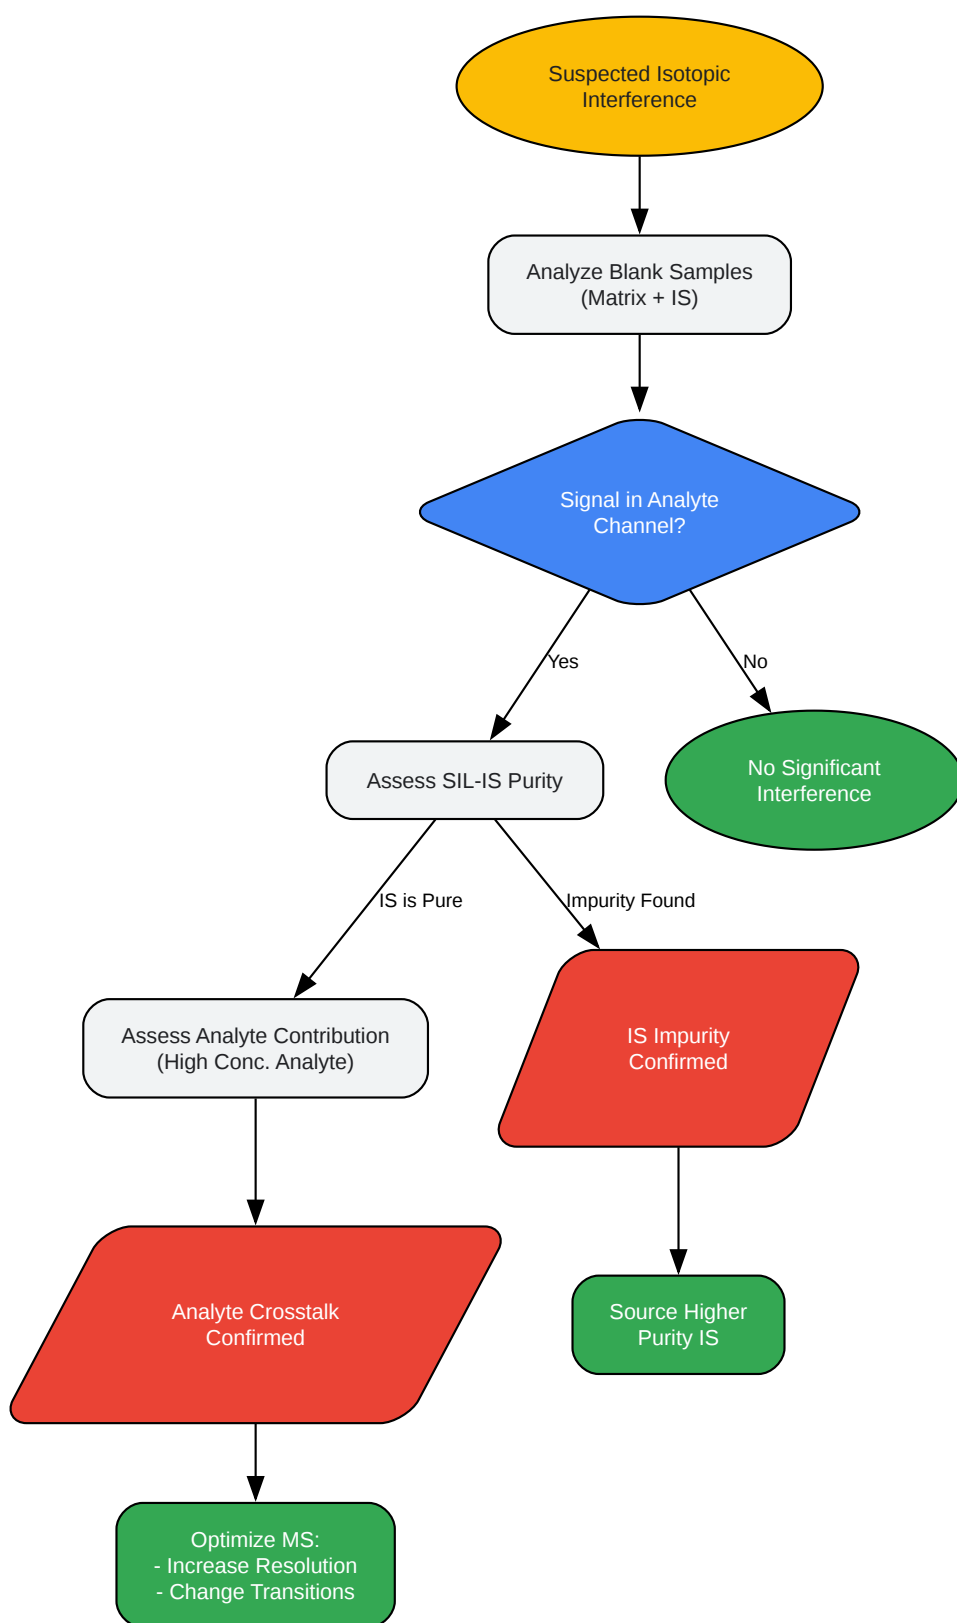 Suspected Isotopic
Interference
Analyze Blank Samples
(Matrix + IS)
Signal in Analyte
Channel?
Yes
No
Assess SIL-IS Purity
No Significant
Interference
IS is Pure
Impurity Found
Assess Analyte Contribution
(High Conc. Analyte)
IS Impurity
Confirmed
Analyte Crosstalk
Confirmed
Source Higher
Purity IS
Optimize MS:
- Increase Resolution
- Change Transitions